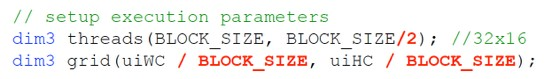 // setup execution parameters
dim3 threads(BLOCK_SIZE, BLOCK_SIZE/2); //32x16
dim3 grid(uiWC / BLOCK_SIZE, uiHC / BLOCK_SIZE);